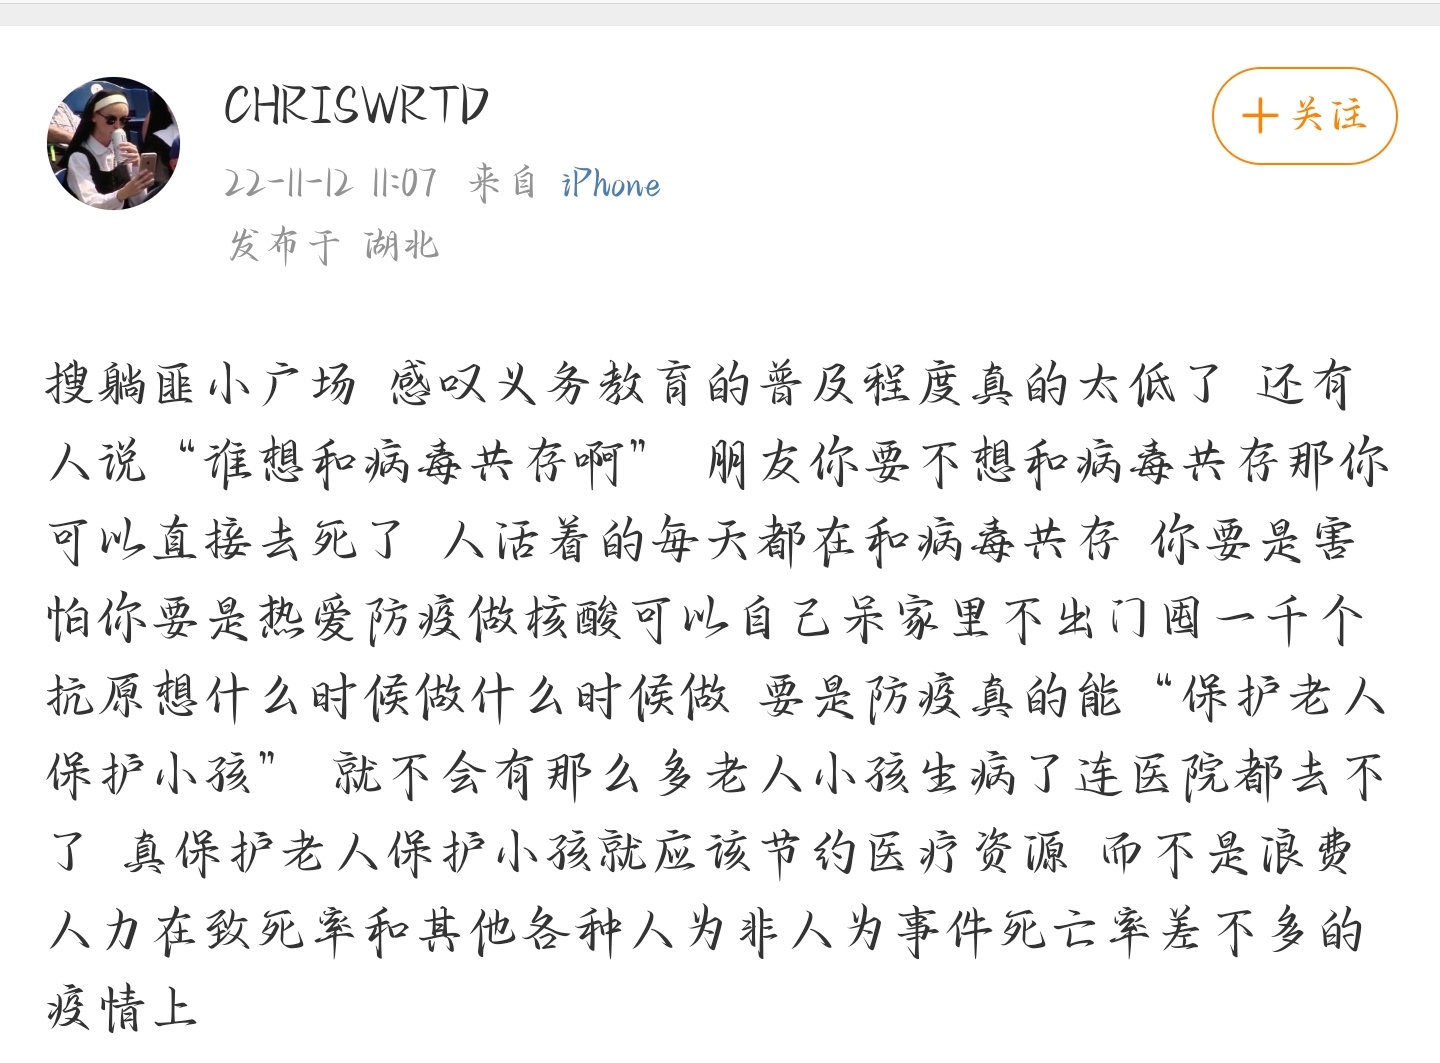 CHRISWRTD
+关注
22-11-12 11:07 来自 iPhone
发布于 湖北
搜躺匪小广场 感叹义务教育的普及程度真的太低了 还有
人说“谁想和病毒共存啊” 朋友你要不想和病毒共存那你
可以直接去死了 人活着的每天都在和病毒共存 你要是害
怕你要是热爱防疫做核酸可以自己呆家里不出门囤一千个
抗原想什么时候做什么时候做 要是防疫真的能“保护老人
保护小孩” 就不会有那么多老人小孩生病了连医院都去不
了 真保护老人保护小孩就应该节约医疗资源 而不是浪费
人力在致死率和其他各种人为非人为事件死亡率差不多的
疫情上